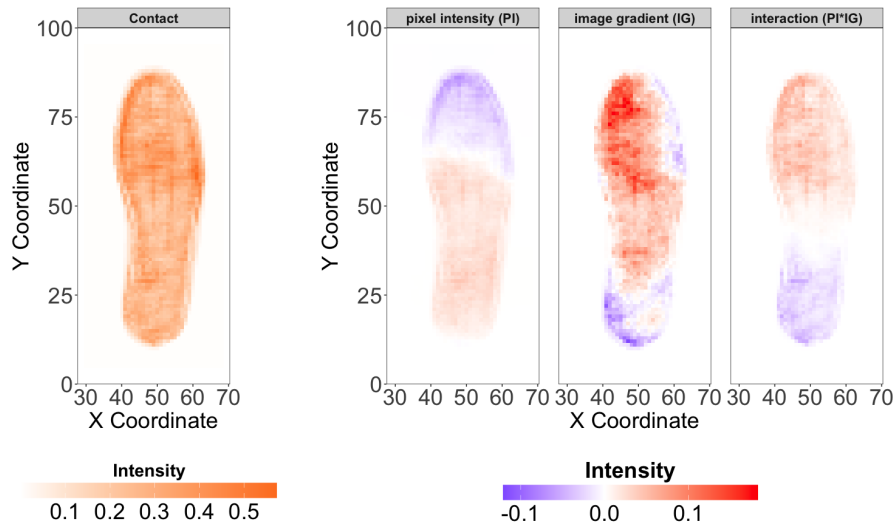 Contact
pixel intensity (PI)
image gradient (IG)
interaction (PI*IG)
100
75
50
25
0
Y Coordinate
30 40 50 60 70
X Coordinate
100
75
50
25
0
Y Coordinate
30 40 50 60 70
30 40 50 60 70
30 40 50 60 70
X Coordinate
Intensity
0.1 0.2 0.3 0.4 0.5
Intensity
-0.1 0.0 0.1